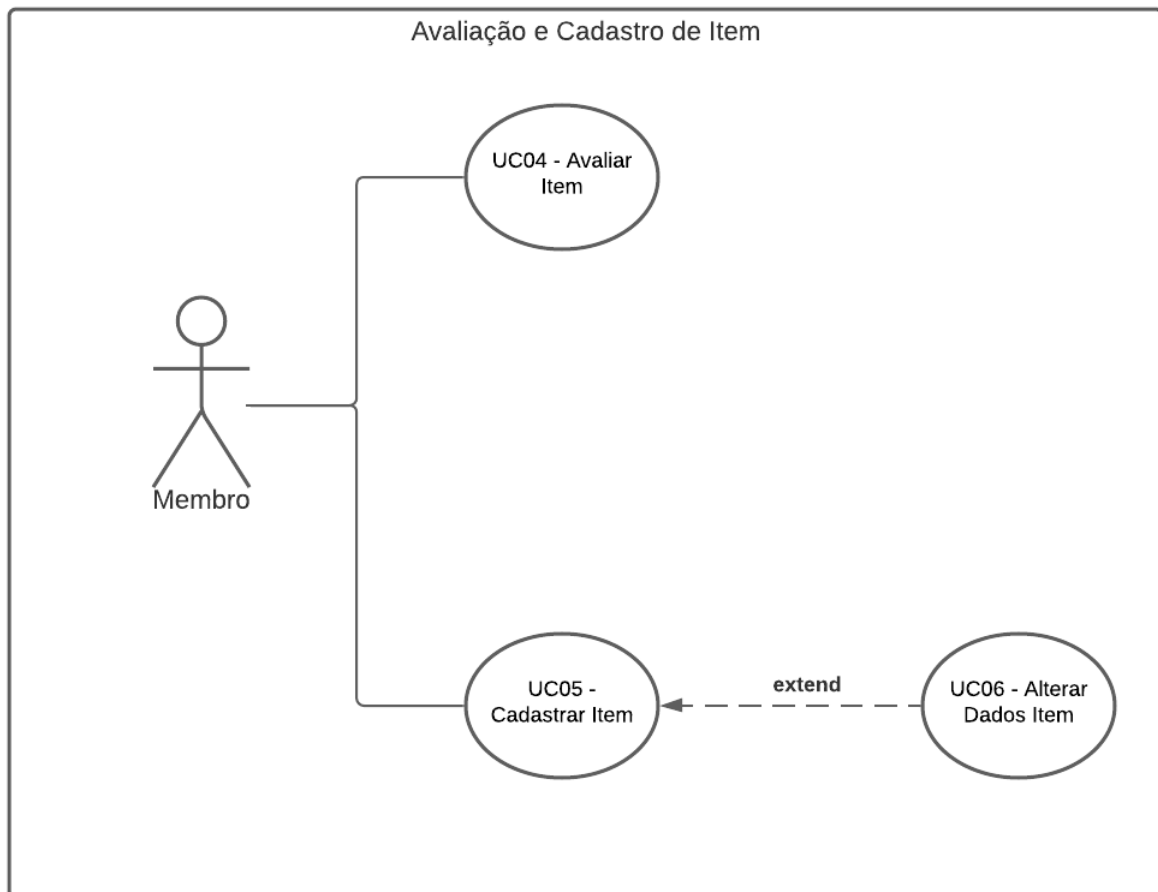 Avaliação e Cadastro de Item
UC04 - Avaliar
Item
Membro
UC05 -
Cadastrar Item
extend
UC06 - Alterar
Dados Item